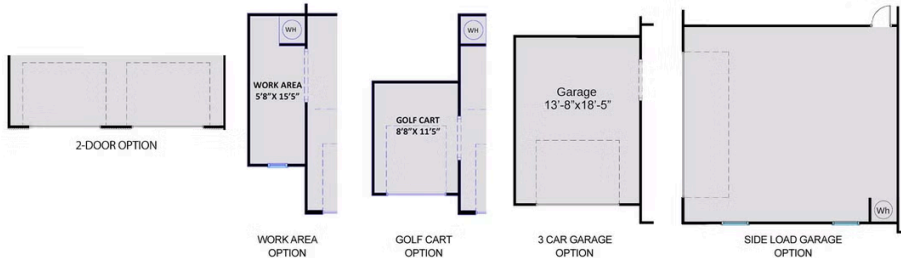 2-DOOR OPTION
WH
WORK AREA
5'8"X 15'5"
WORK AREA
OPTION
WH
GOLF CART
8'8"X 11'5"
GOLF CART
OPTION
Garage
13'-8"x18'-5"
3 CAR GARAGE
OPTION
Wh
SIDE LOAD GARAGE
OPTION